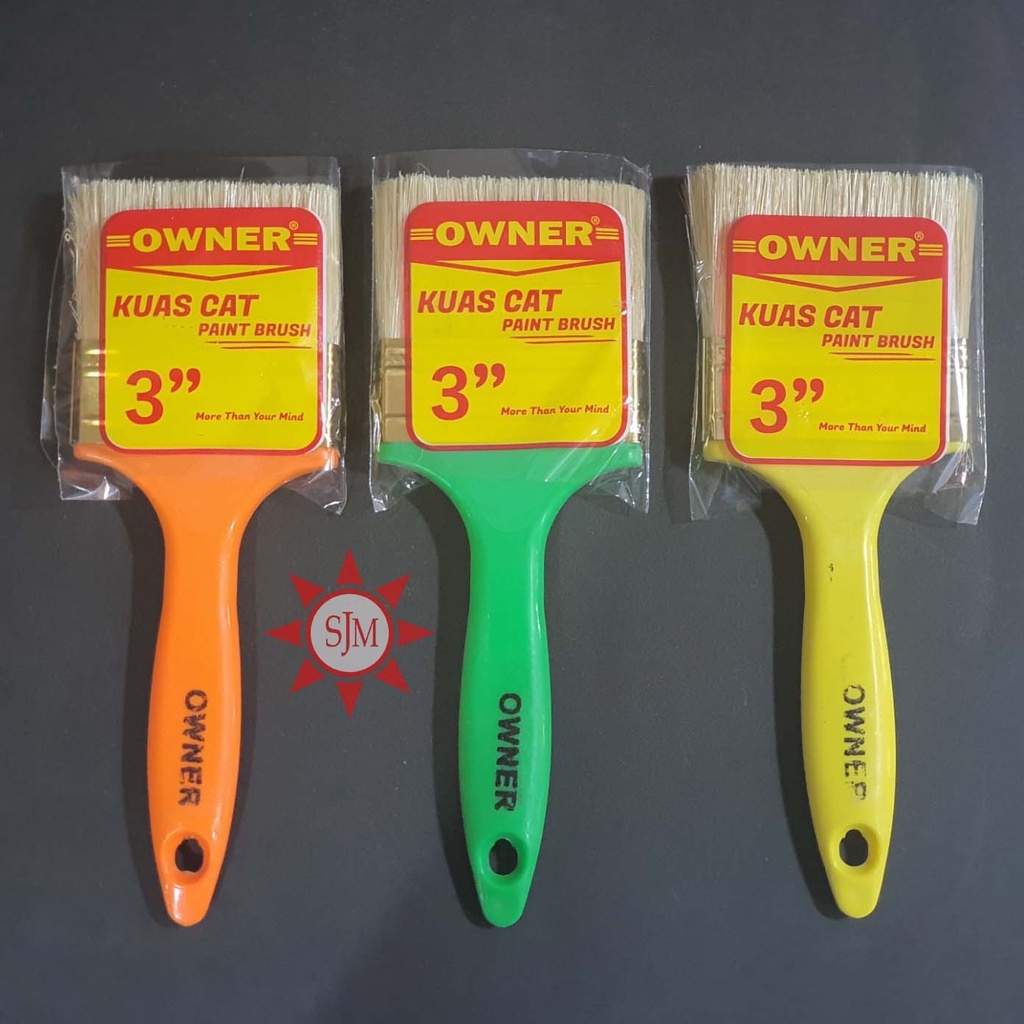 OWNER®
KUAS CAT
PAINT BRUSH
3”
More Than Your Mind
OWNER®
KUAS CAT
PAINT BRUSH
3”
More Than Your Mind
OWNER®
KUAS CAT
PAINT BRUSH
3”
More Than Your Mind
SJM
OWNER
OWNER
OWNER